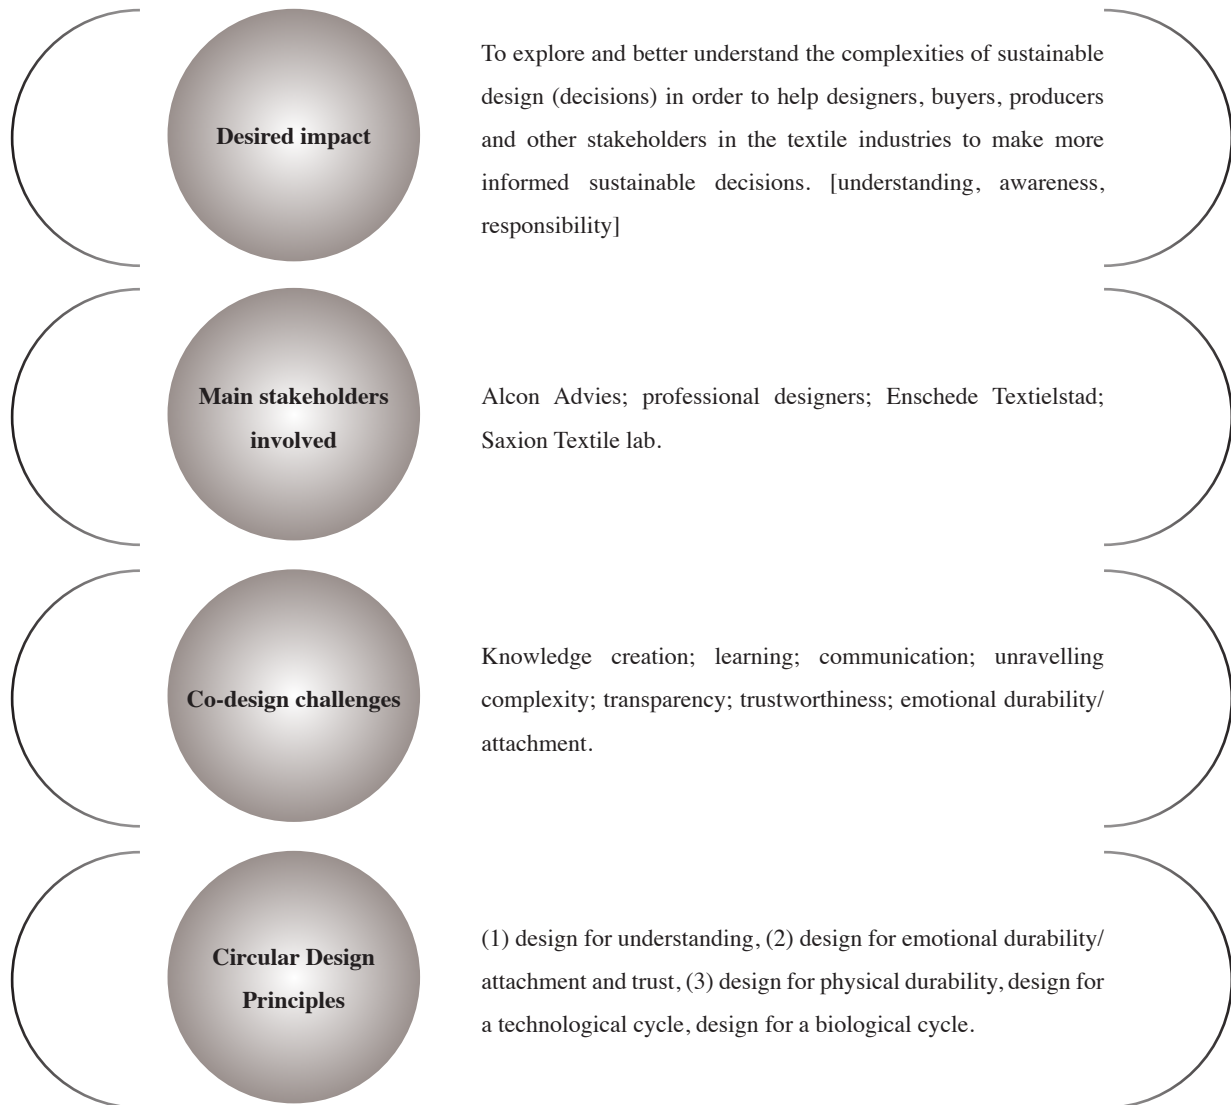 Desired impact
To explore and better understand the complexities of sustainable
design (decisions) in order to help designers, buyers, producers
and other stakeholders in the textile industries to make more
informed sustainable decisions. [understanding, awareness,
responsibility]
Main stakeholders
involved
Alcon Advies; professional designers; Enschede Textielstad;
Saxion Textile lab.
Co-design challenges
Knowledge creation; learning; communication; unravelling
complexity; transparency; trustworthiness; emotional durability/
attachment.
Circular Design
Principles
(1) design for understanding, (2) design for emotional durability/
attachment and trust, (3) design for physical durability, design for
a technological cycle, design for a biological cycle.